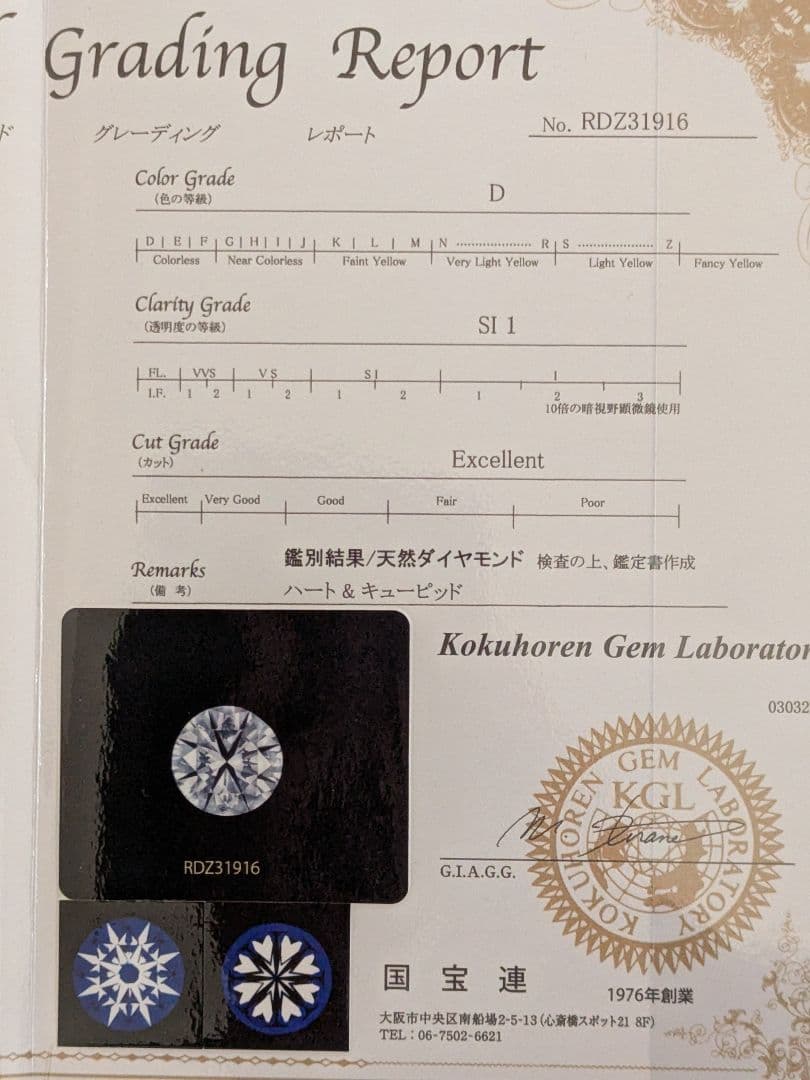 Grading Report
グレーディング レポート No. RDZ31916
Color Grade D
(色の等級)
D E F G H I J K L M N R S Z
Colorless Near Colorless Faint Yellow Very Light Yellow Light Yellow Fancy Yellow
Clarity Grade SI 1
(透明度の等級)
FL. VVS VS SI I
I.F. 1 2 1 2 1 2 1 2 3
10倍の暗視野顕微鏡使用
Cut Grade Excellent
(カット)
Excellent Very Good Good Fair Poor
Remarks 鑑別結果/天然ダイヤモンド 検査の上、鑑定書作成
(備 考) ハート & キューピッド
Kokuhoren Gem Laborator
03032
RDZ31916
KOKUHOREN GEM LABORATORY
KGL
KOKUHOREN
G.I.A.G.G.
国 宝 連 1976年創業
大阪市中央区南船場2-5-13(心斎橋スポット21 8F)
TEL:06-7502-6621